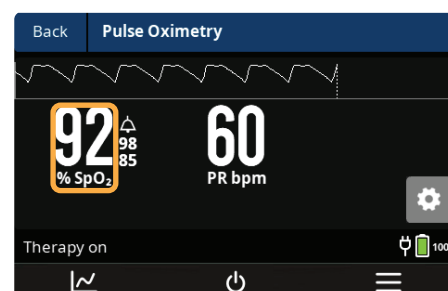 Back Pulse Oximetry
92 98 60
85
% SpO₂ PR bpm
Therapy on 100